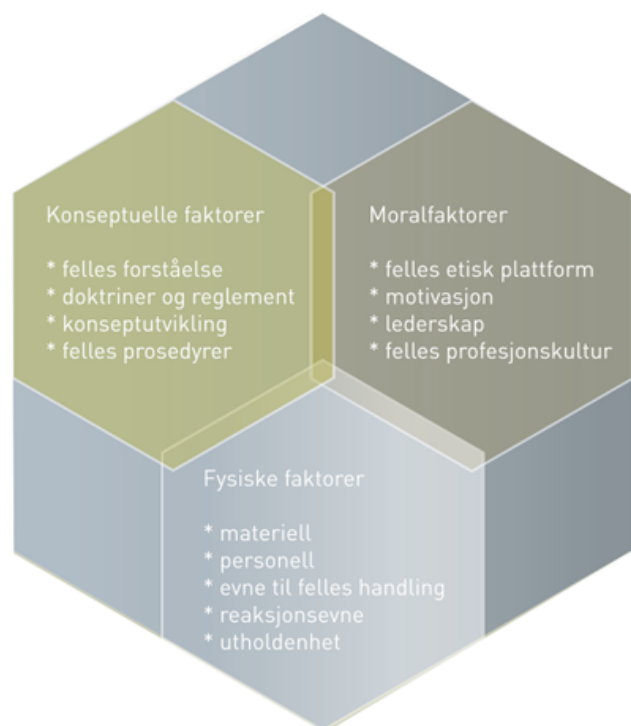 Konseptuelle faktorer
* felles forståelse
* doktriner og reglement
* konseptutvikling
* felles prosedyrer
Moralfaktorer
* felles etisk plattform
* motivasjon
* lederskap
* felles profesjonskultur
Fysiske faktorer
* materiell
* personell
* evne til felles handling
* reaksjonsevne
* utholdenhet